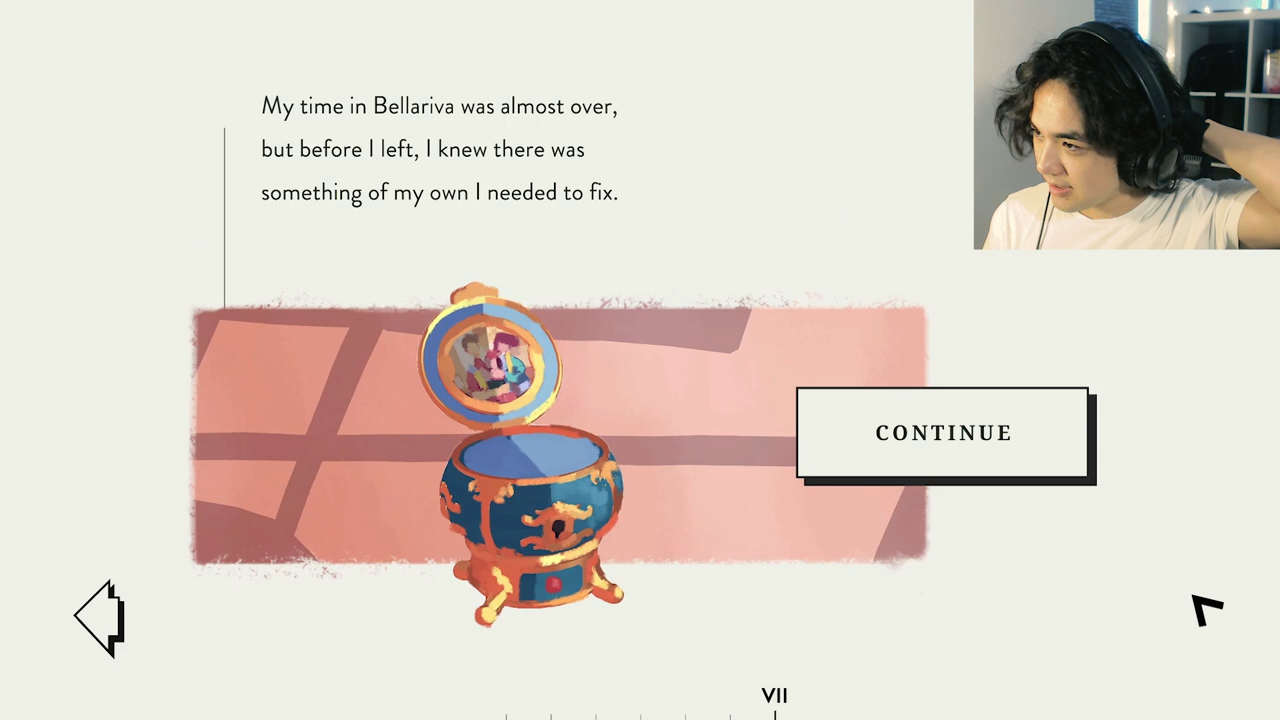 My time in Bellariva was almost over,
but before I left, I knew there was
something of my own I needed to fix.
CONTINUE
VII